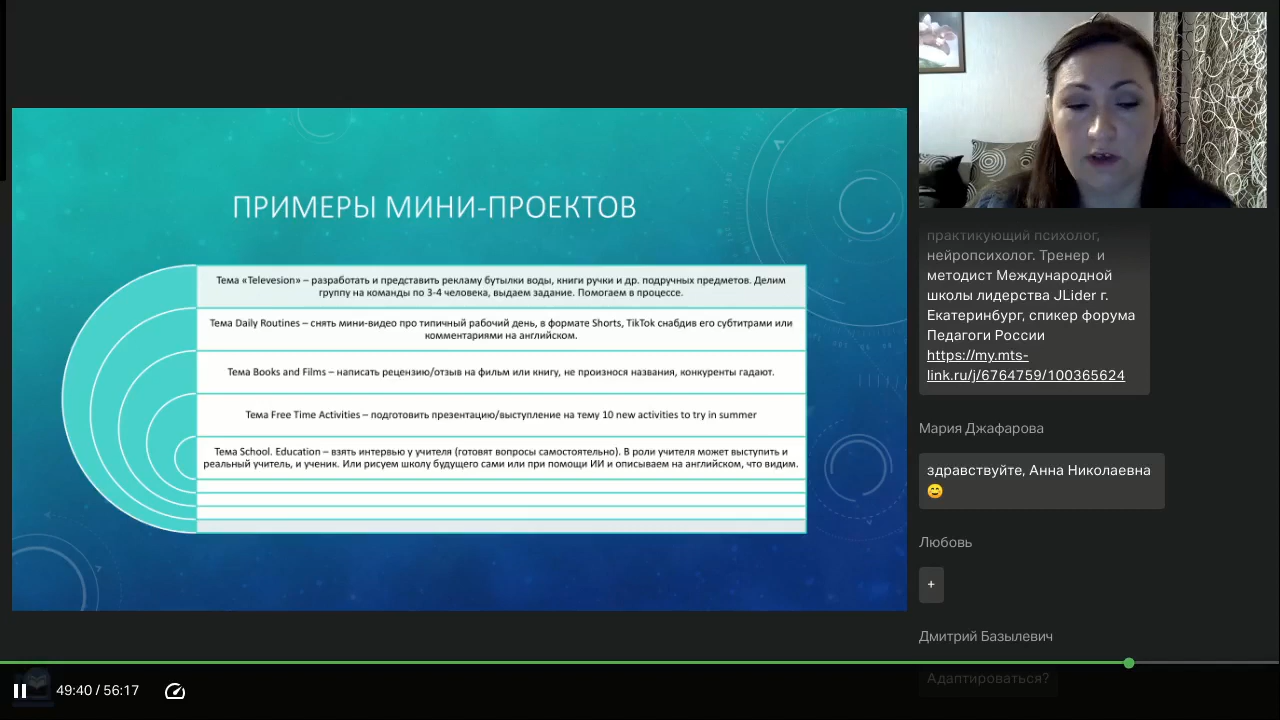 ПРИМЕРЫ МИНИ-ПРОЕКТОВ
Тема «Televesion» – разработать и представить рекламу бутылки воды, книги ручки и др. подручных предметов. Делим
группу на команды по 3-4 человека, выдаем задание. Помогаем в процессе.
Тема Daily Routines – снять мини-видео про типичный рабочий день, в формате Shorts, TikTok снабдив его субтитрами или
комментариями на английском.
Тема Books and Films – написать рецензию/отзыв на фильм или книгу, не произнося названия, конкуренты гадают.
Тема Free Time Activities – подготовить презентацию/выступление на тему 10 new activities to try in summer
Тема School. Education – взять интервью у учителя (готовят вопросы самостоятельно). В роли учителя может выступить и
реальный учитель, и ученик. Или рисуем школу будущего сами или при помощи ИИ и описываем на английском, что видим.
практикующий психолог,
нейропсихолог. Тренер и
методист Международной
школы лидерства JLider г.
Екатеринбург, спикер форума
Педагоги России
https://my.mts-
link.ru/j/6764759/100365624
Мария Джафарова
здравствуйте, Анна Николаевна
😊
Любовь
+
Дмитрий Базылевич
Адаптироваться?
49:40 / 56:17